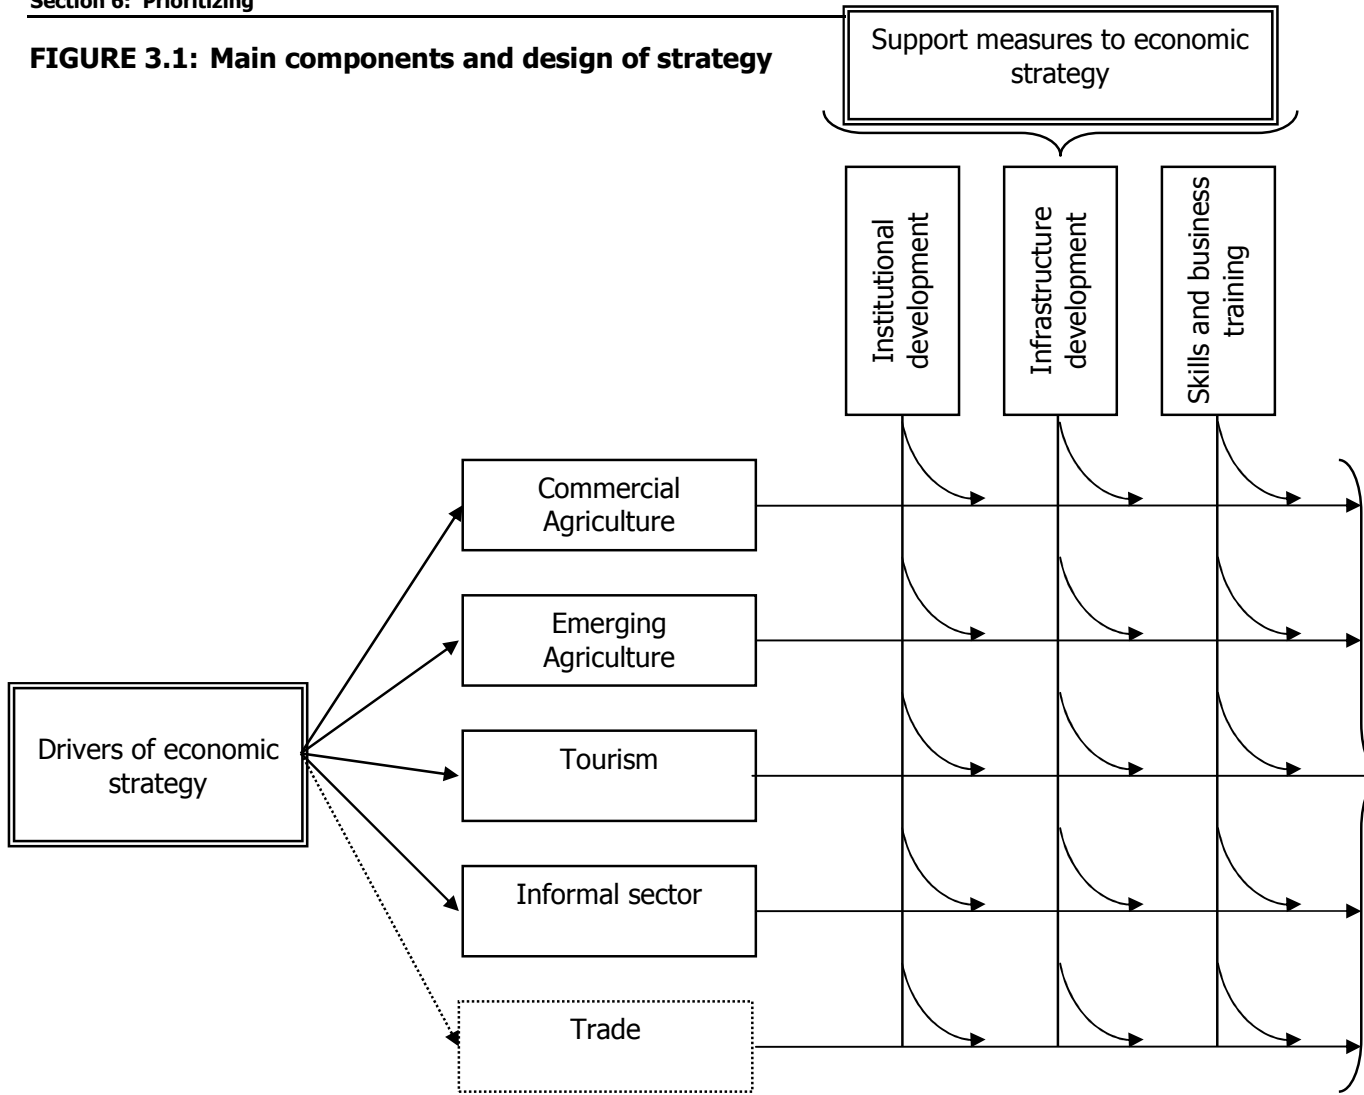 Section 6: Prioritizing
FIGURE 3.1: Main components and design of strategy
Support measures to economic
strategy
Institutional
development
Infrastructure
development
Skills and business
training
Commercial
Agriculture
Emerging
Agriculture
Drivers of economic
strategy
Tourism
Informal sector
Trade